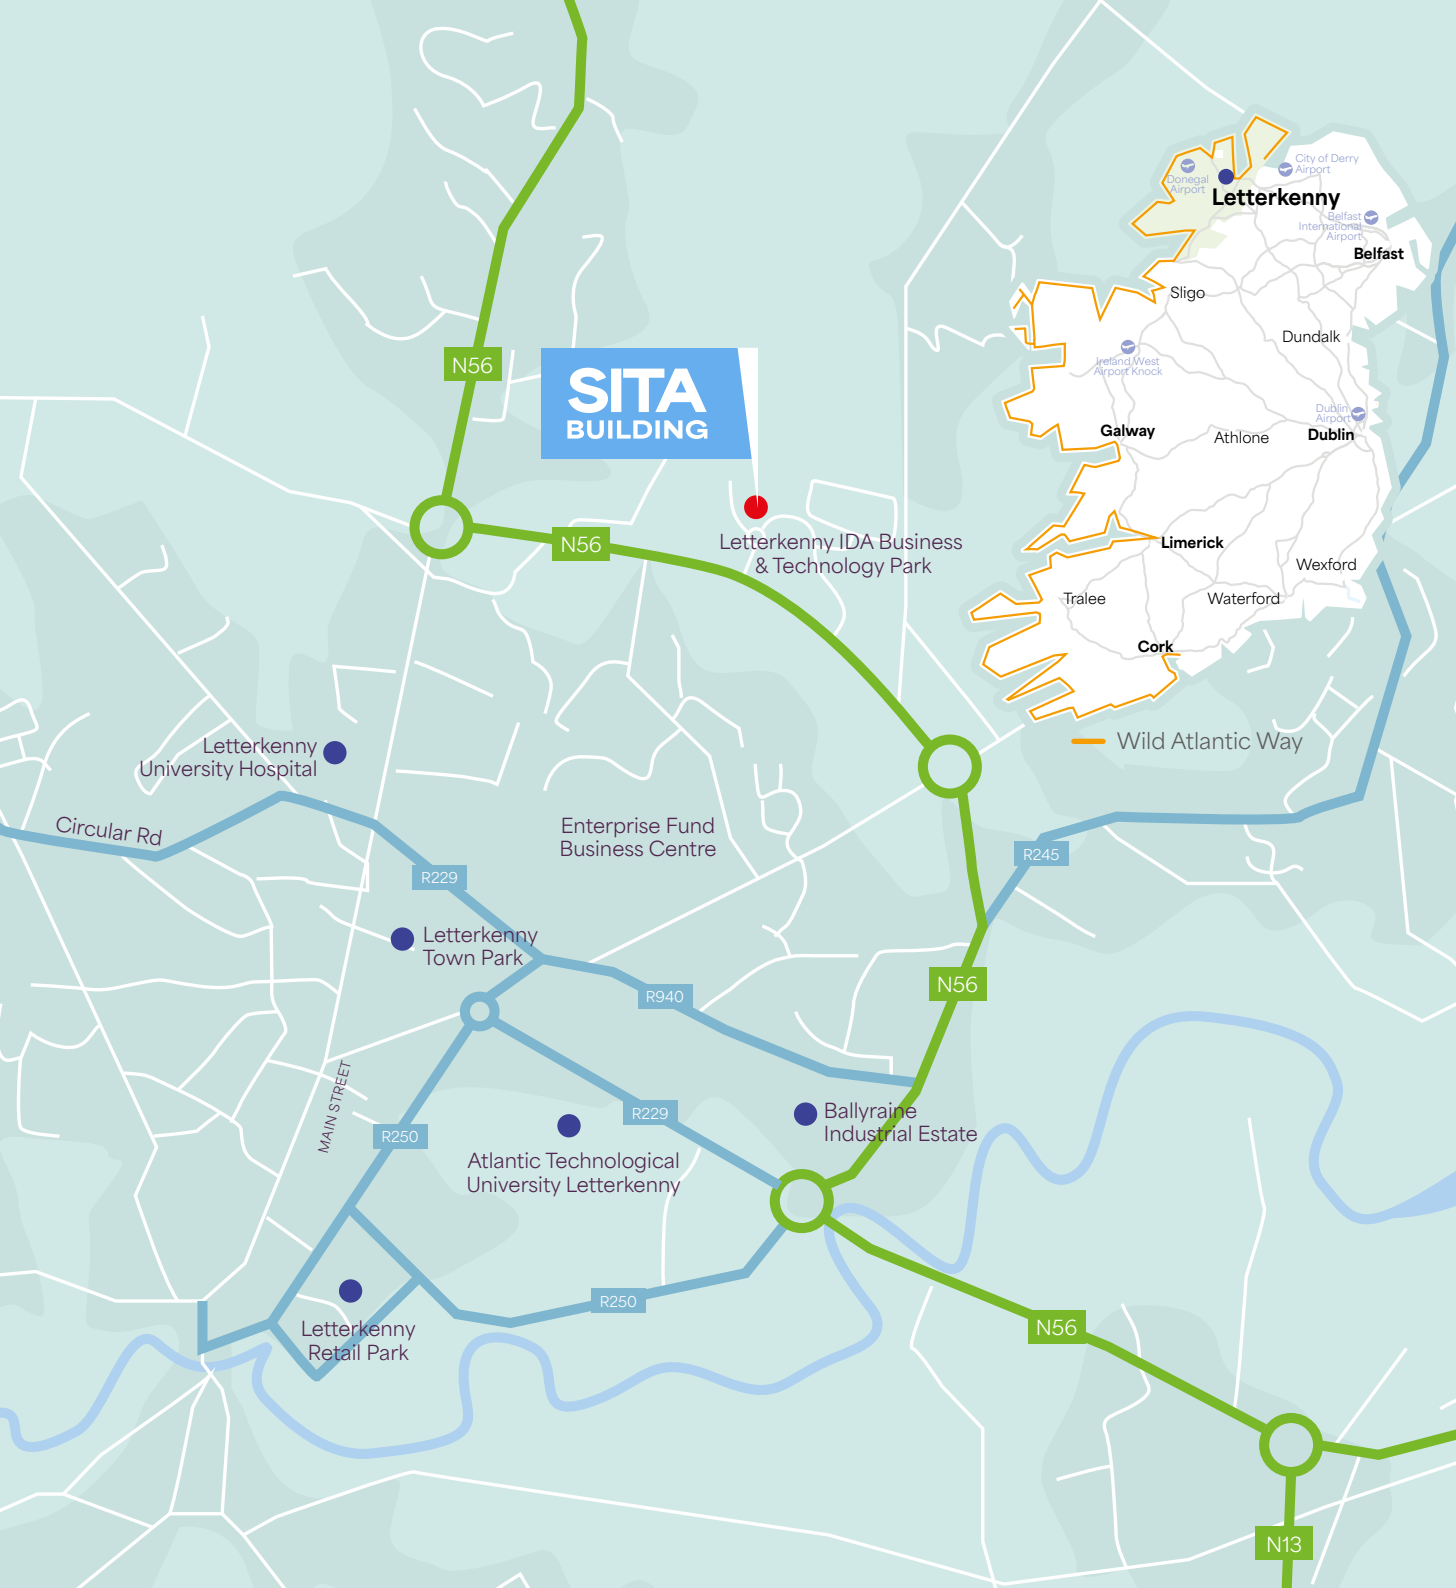 N56
SITA
BUILDING
N56
Letterkenny IDA Business
& Technology Park
Letterkenny
University Hospital
Circular Rd
Enterprise Fund
Business Centre
R229
R245
Letterkenny
Town Park
R940
N56
MAIN STREET
R250
R229
Ballyraine
Industrial Estate
Atlantic Technological
University Letterkenny
R250
Letterkenny
Retail Park
N56
N13
Donegal
Airport
City of Derry
Airport
Letterkenny
Belfast
International
Airport
Belfast
Sligo
Dundalk
Ireland West
Airport Knock
Dublin
Airport
Galway
Athlone
Dublin
Limerick
Wexford
Tralee
Waterford
Cork
Wild Atlantic Way